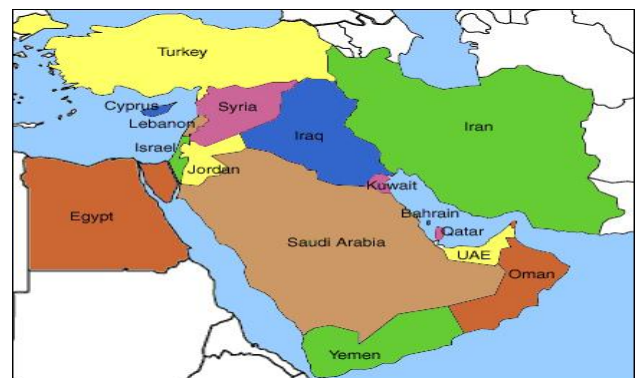 Turkey
Cyprus
Syria
Lebanon
Iraq
Iran
Israel
Jordan
Kuwait
Egypt
Bahrain
Qatar
Saudi Arabia
UAE
Oman
Yemen